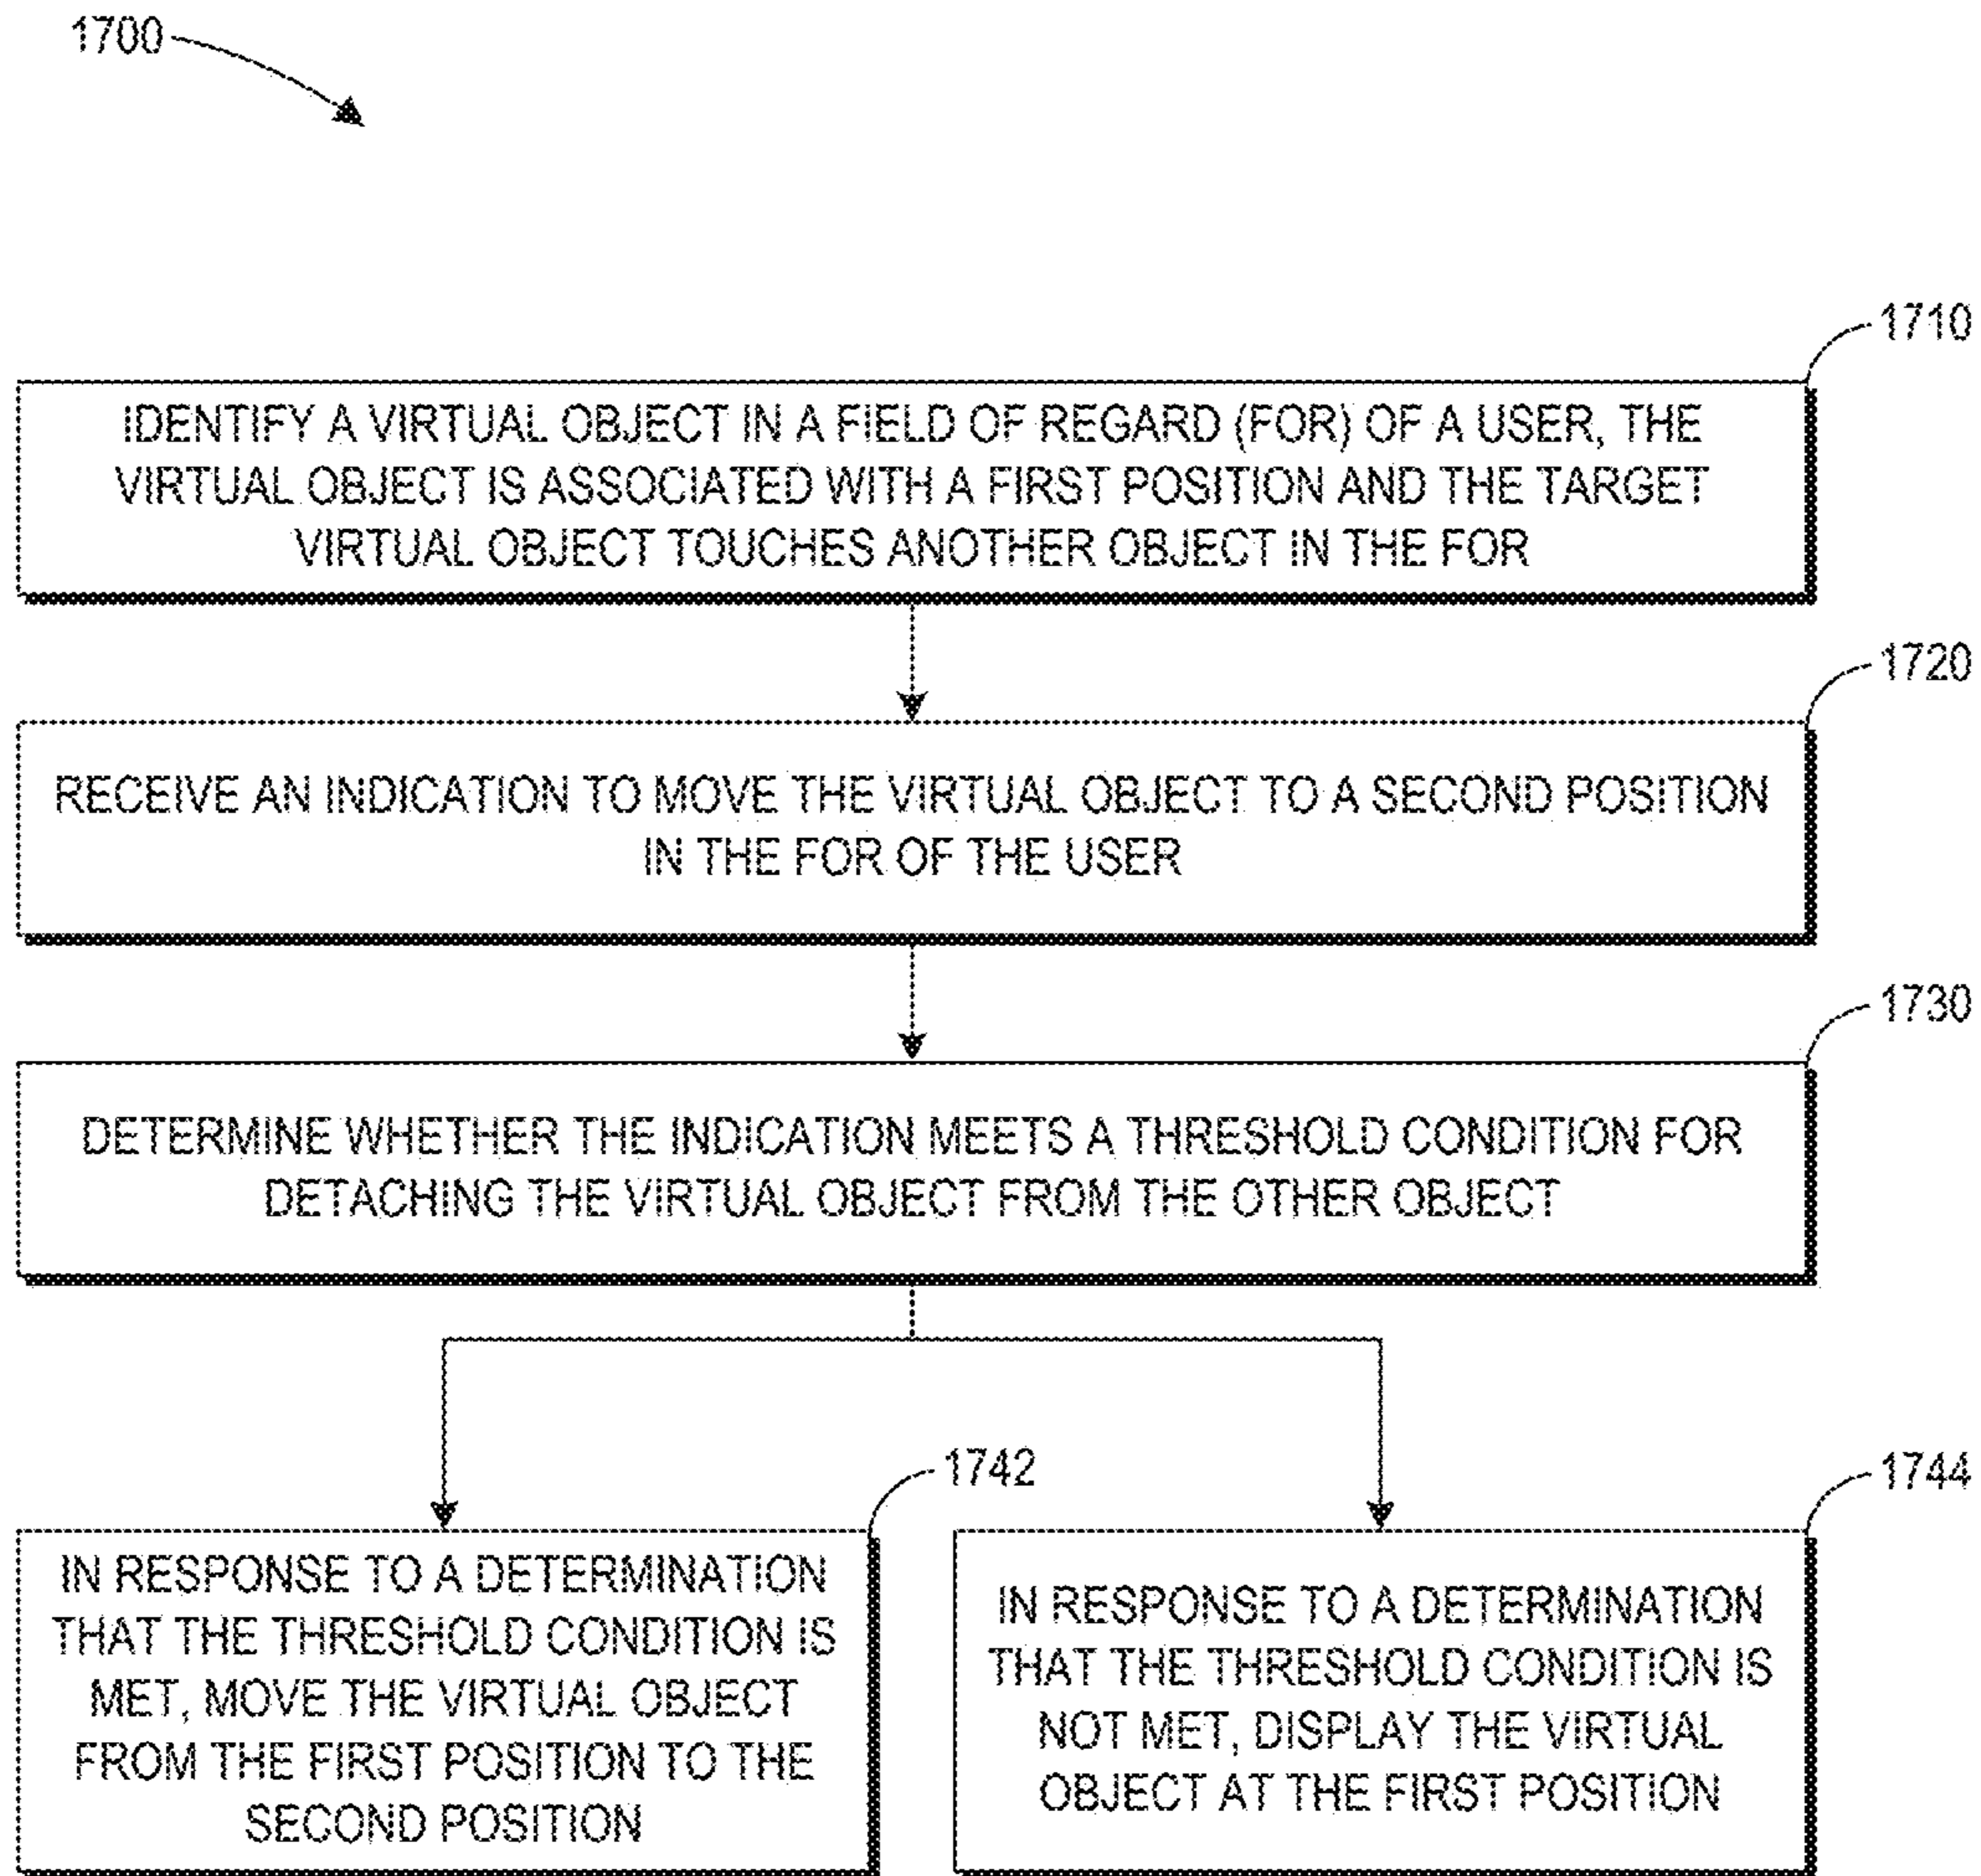 1700
1710
IDENTIFY A VIRTUAL OBJECT IN A FIELD OF REGARD (FOR) OF A USER, THE
VIRTUAL OBJECT IS ASSOCIATED WITH A FIRST POSITION AND THE TARGET
VIRTUAL OBJECT TOUCHES ANOTHER OBJECT IN THE FOR
1720
RECEIVE AN INDICATION TO MOVE THE VIRTUAL OBJECT TO A SECOND POSITION
IN THE FOR OF THE USER
1730
DETERMINE WHETHER THE INDICATION MEETS A THRESHOLD CONDITION FOR
DETACHING THE VIRTUAL OBJECT FROM THE OTHER OBJECT
1742
IN RESPONSE TO A DETERMINATION
THAT THE THRESHOLD CONDITION IS
MET, MOVE THE VIRTUAL OBJECT
FROM THE FIRST POSITION TO THE
SECOND POSITION
1744
IN RESPONSE TO A DETERMINATION
THAT THE THRESHOLD CONDITION IS
NOT MET, DISPLAY THE VIRTUAL
OBJECT AT THE FIRST POSITION